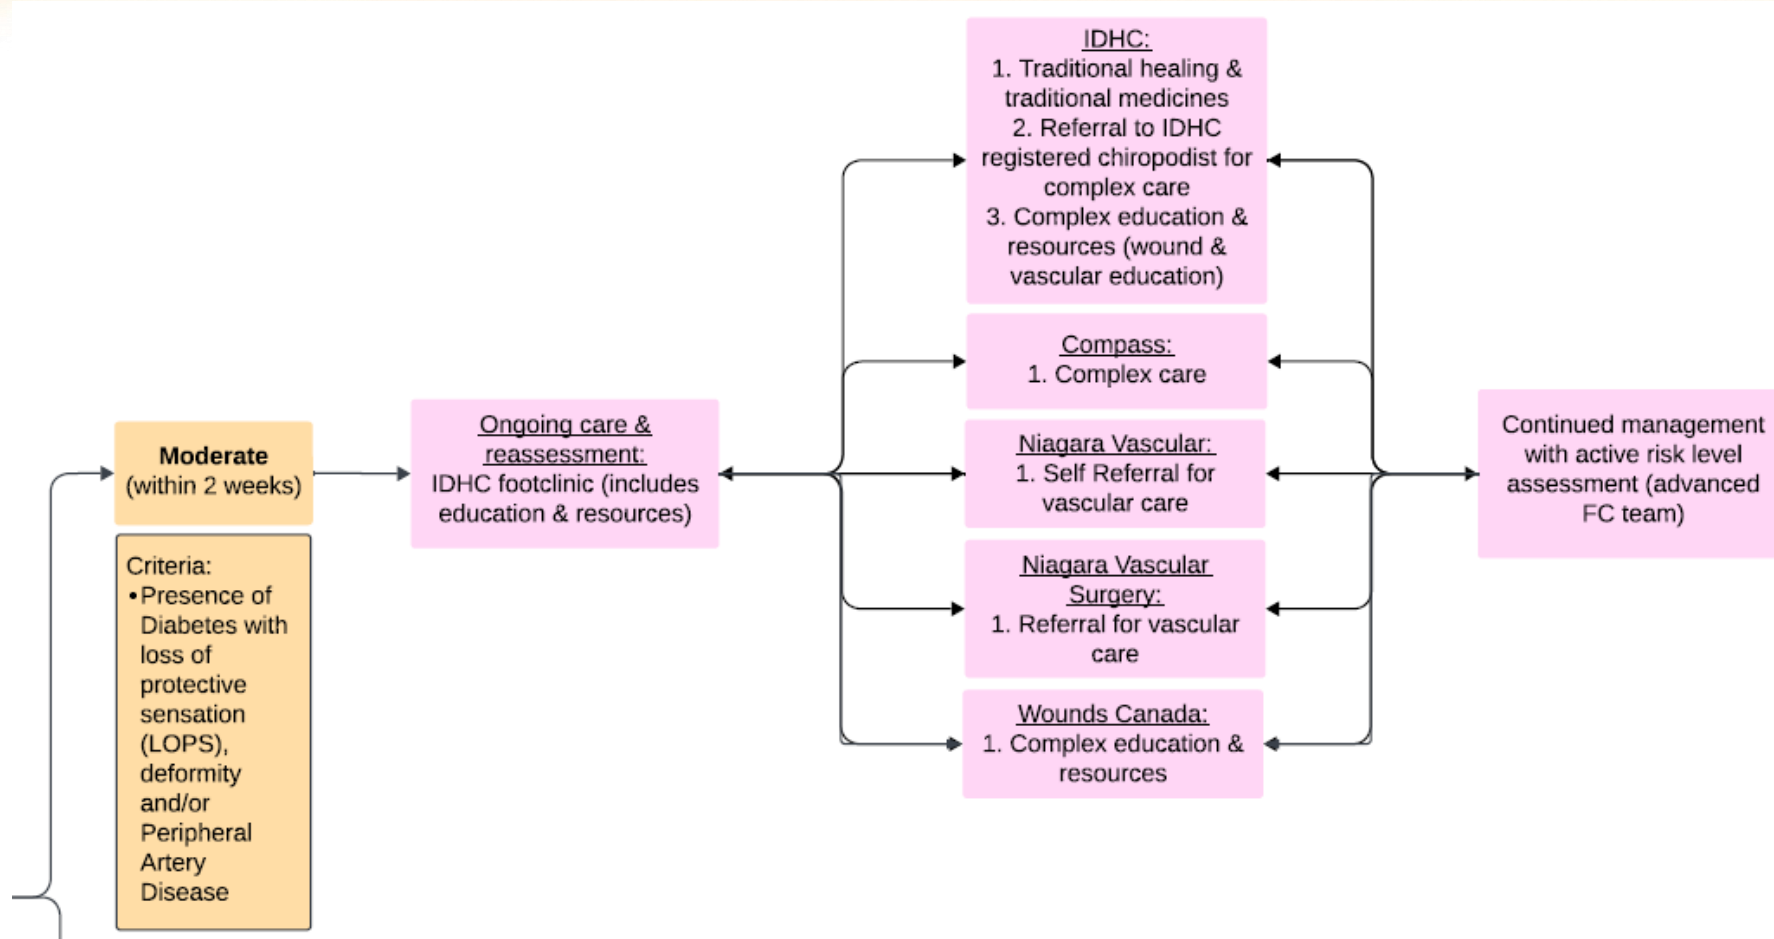 Moderate
(within 2 weeks)
Criteria:
•Presence of
Diabetes with
loss of
protective
sensation
(LOPS),
deformity
and/or
Peripheral
Artery
Disease
Ongoing care &
reassessment:
IDHC footclinic (includes
education & resources)
IDHC:
1. Traditional healing &
traditional medicines
2. Referral to IDHC
registered chiropodist for
complex care
3. Complex education &
resources (wound &
vascular education)
Compass:
1. Complex care
Niagara Vascular:
1. Self Referral for
vascular care
Niagara Vascular
Surgery:
1. Referral for vascular
care
Wounds Canada:
1. Complex education &
resources
Continued management
with active risk level
assessment (advanced
FC team)